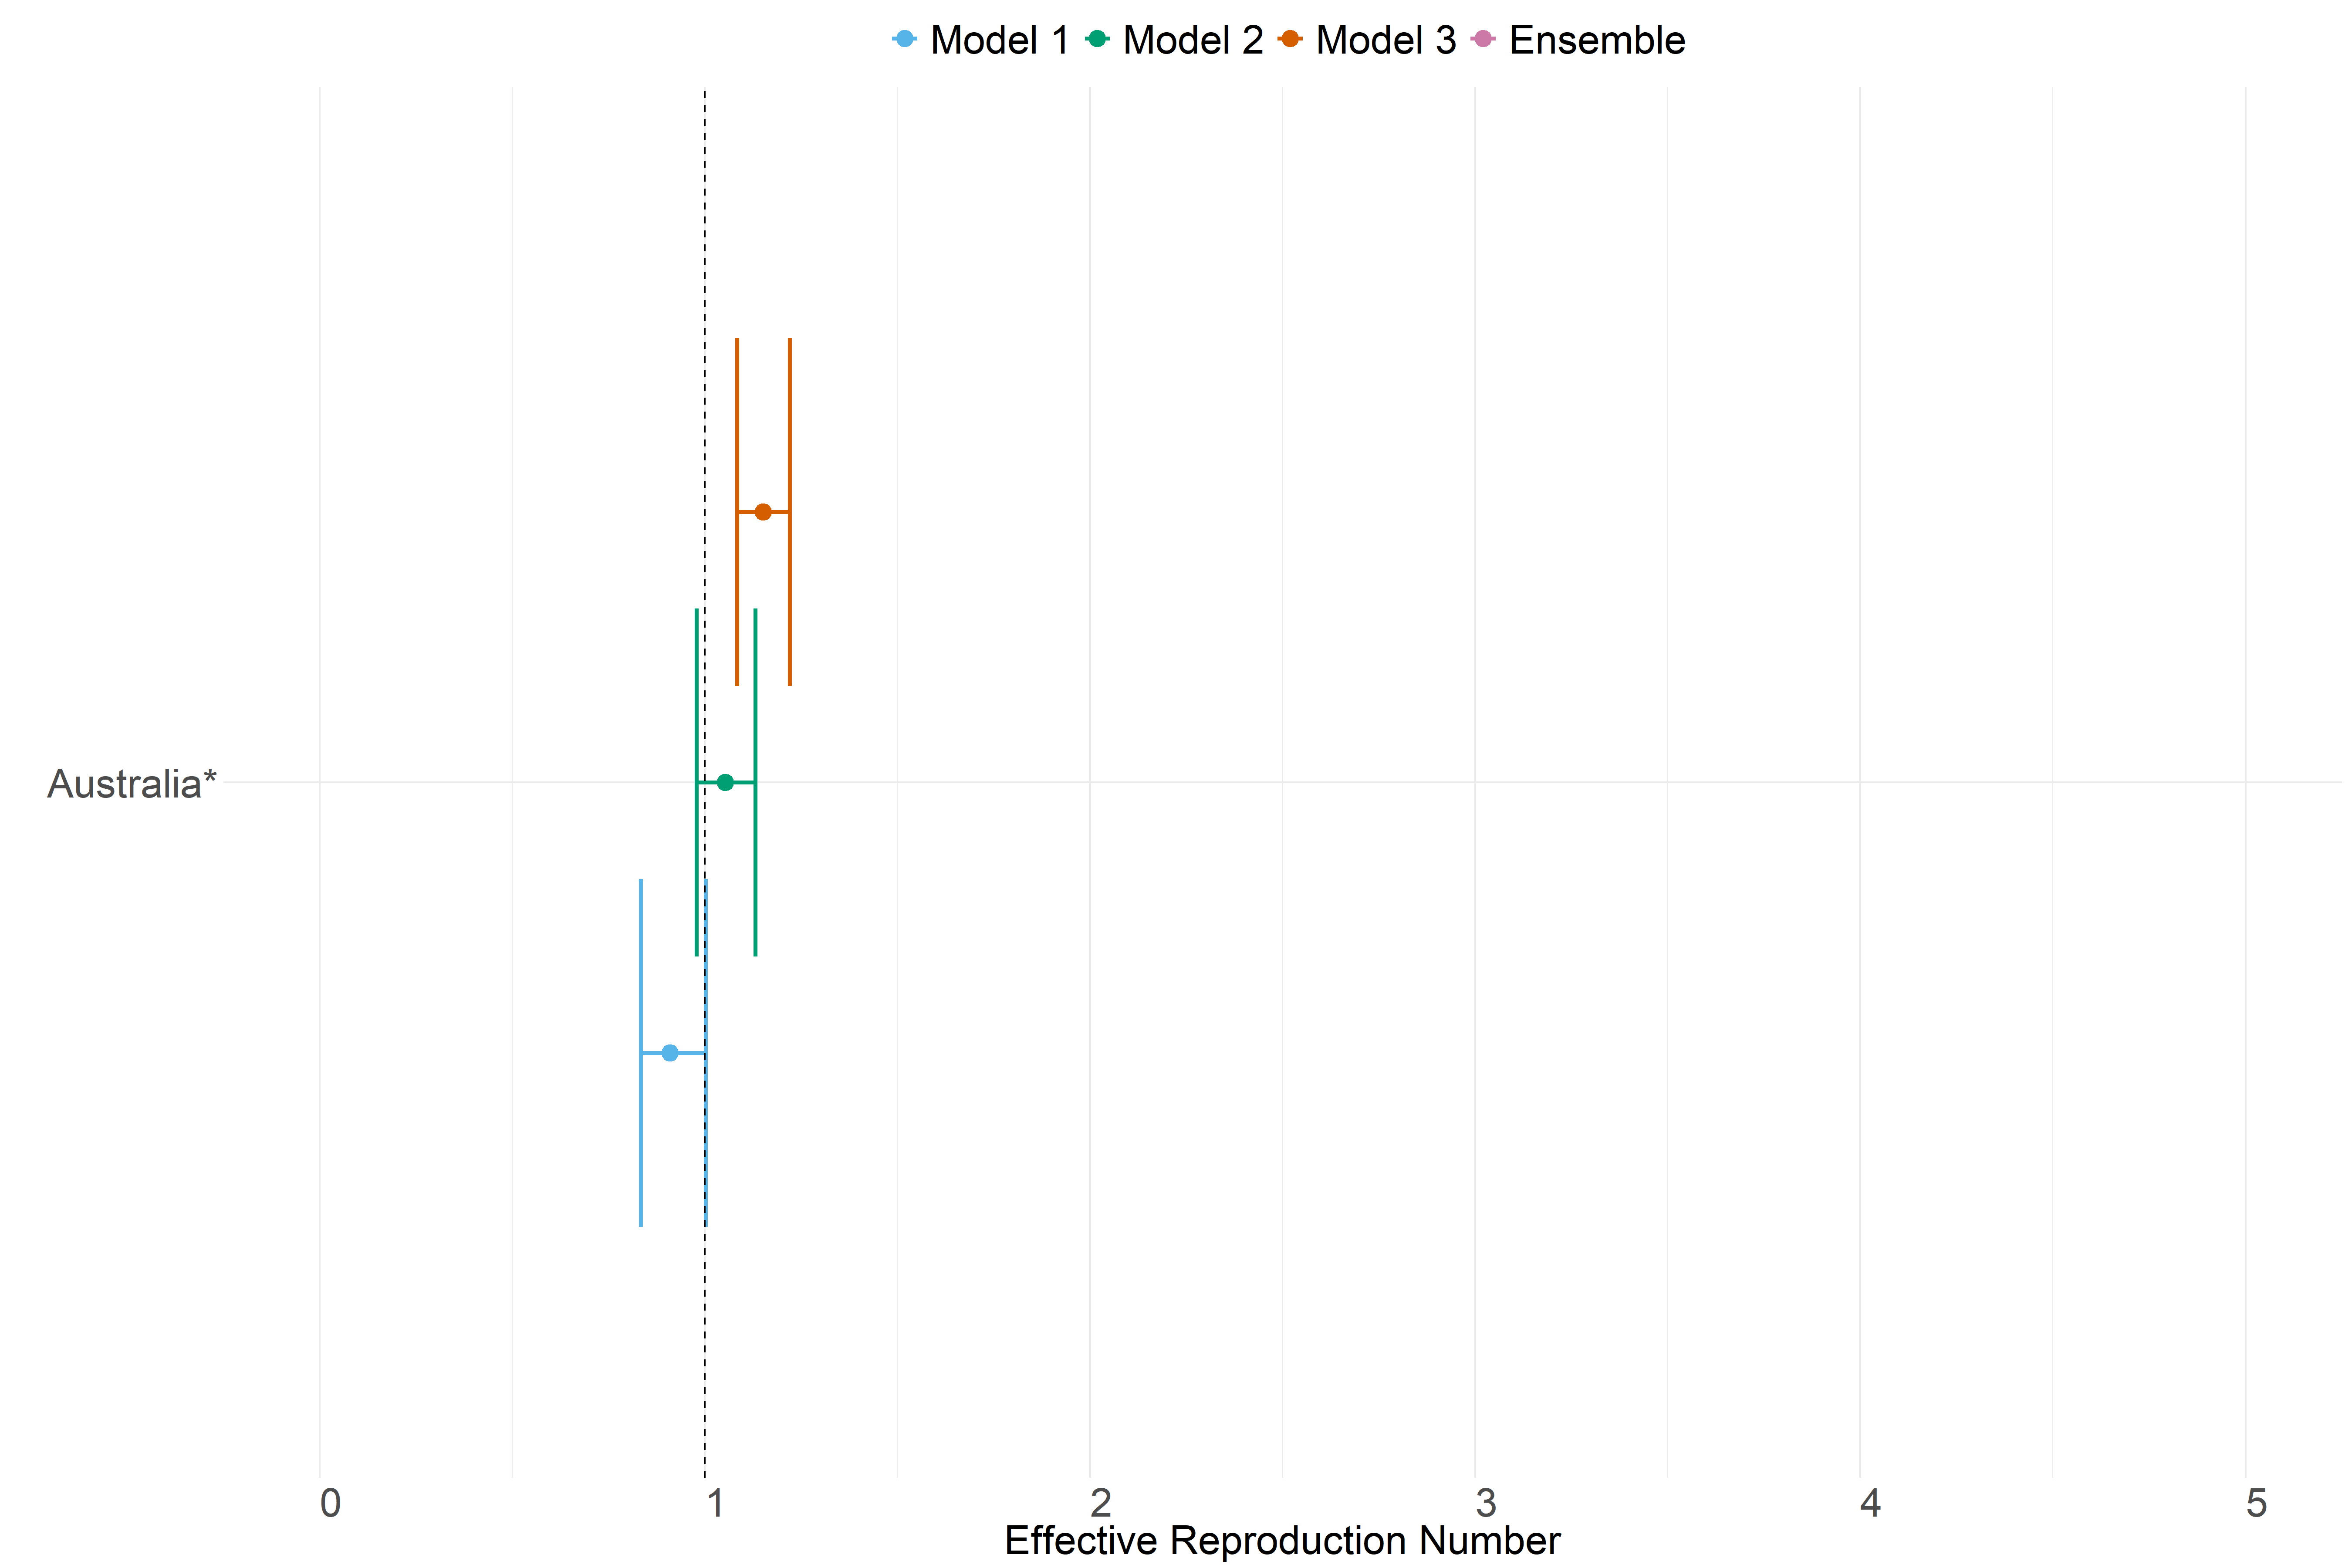 Model 1 Model 2 Model 3 Ensemble
Australia*
0 1 2 3 4 5
Effective Reproduction Number